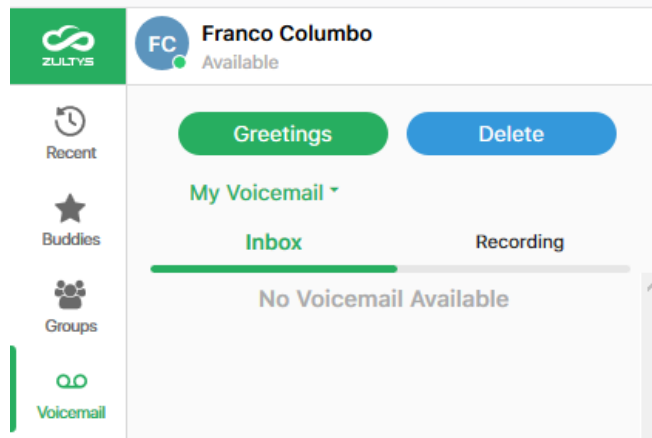 ZULTYS
FC
Franco Columbo
Available
Recent
Buddies
Groups
Voicemail
Greetings
Delete
My Voicemail
Inbox
Recording
No Voicemail Available